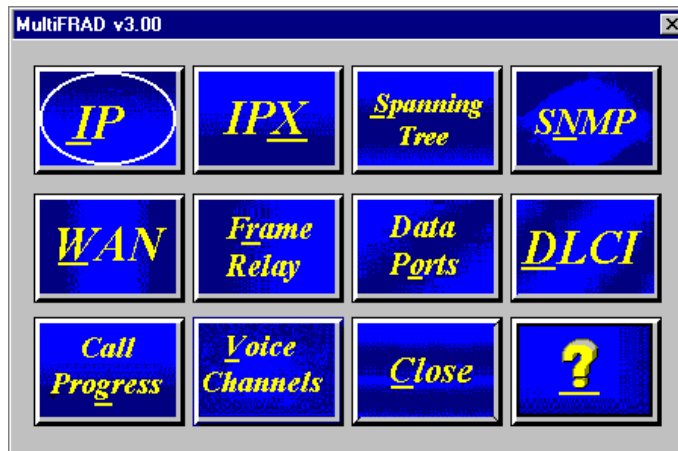 MultiFRAD v3.00
IP
IPX
Spanning
Tree
SNMP
WAN
Frame
Relay
Data
Ports
DLCI
Call
Progress
Voice
Channels
Close
?